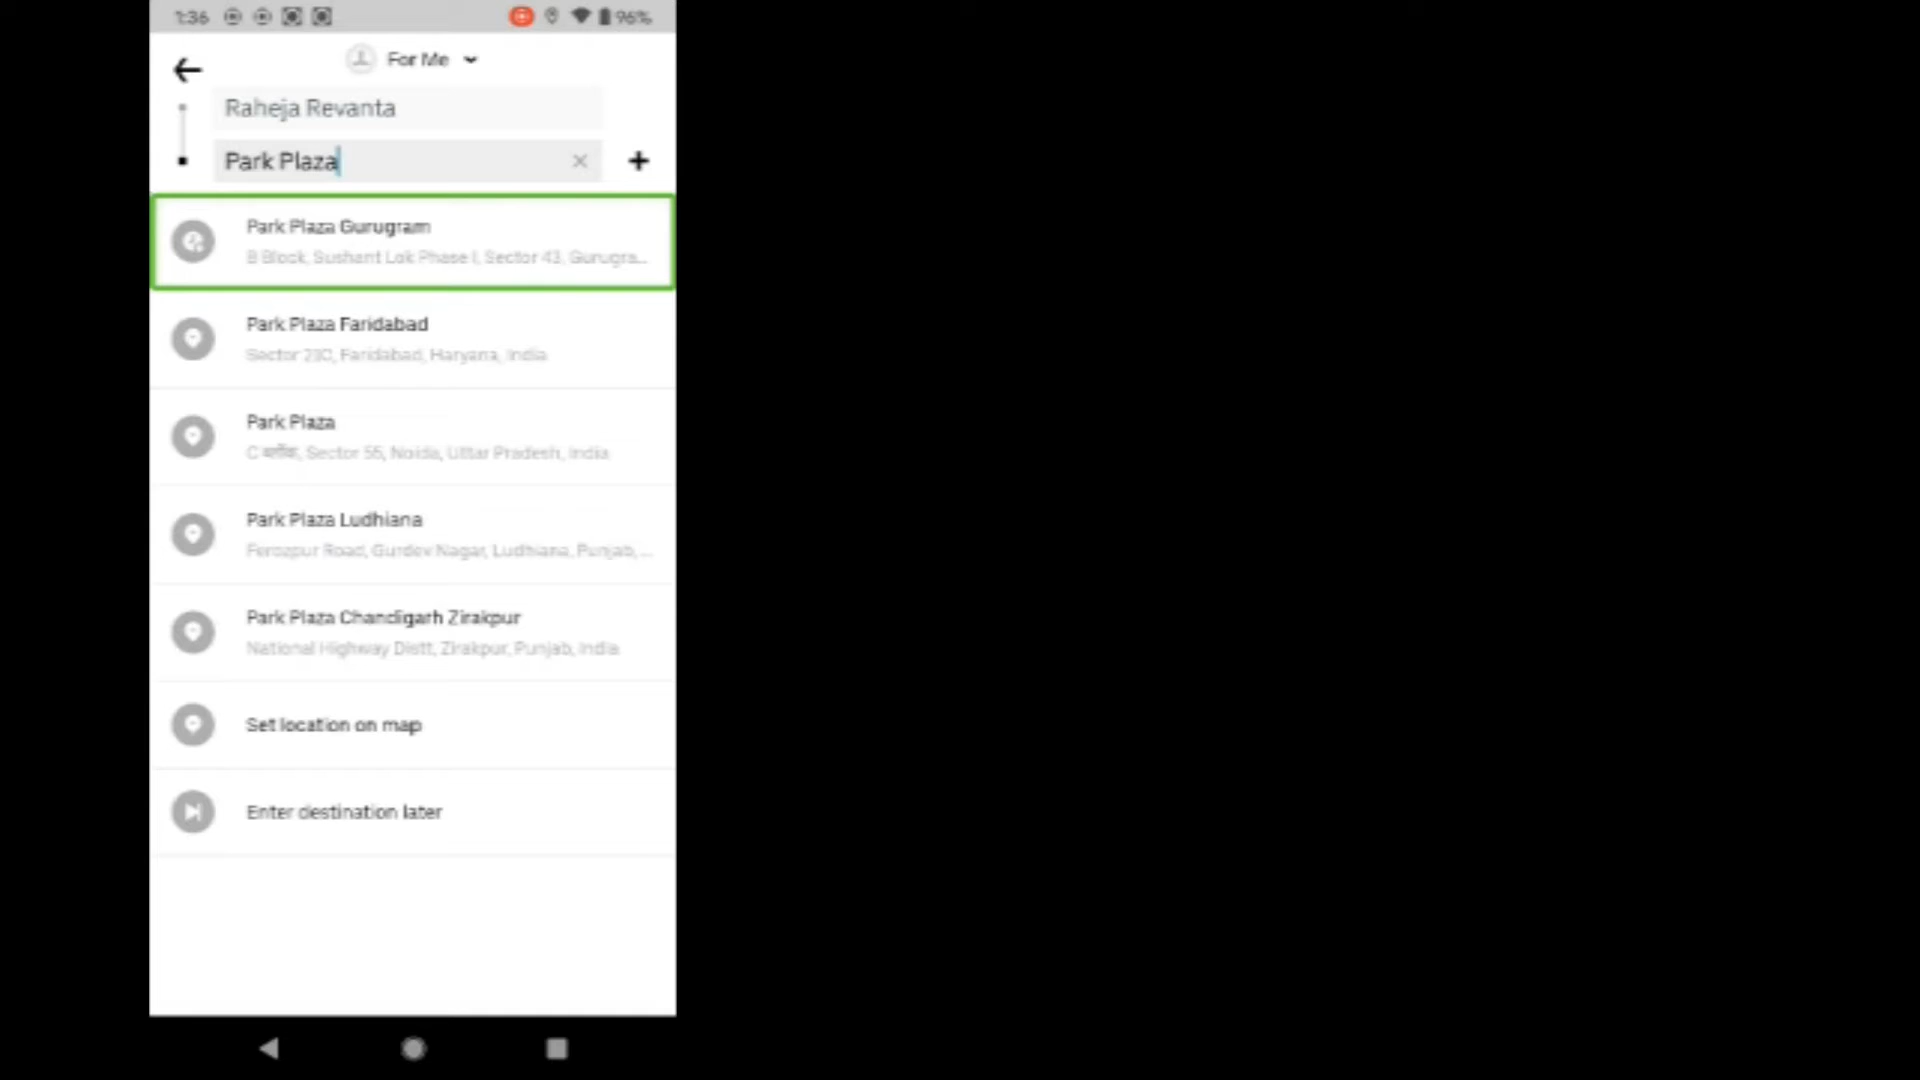 1:36
96%
For Me
Raheja Revanta
Park Plaza
Park Plaza Gurugram
B Block, Sushant Lok Phase I, Sector 43, Gurugra...
Park Plaza Faridabad
Sector 21C, Faridabad, Haryana, India
Park Plaza
C ब्लॉक, Sector 55, Noida, Uttar Pradesh, India
Park Plaza Ludhiana
Ferozpur Road, Gurdev Nagar, Ludhiana, Punjab, ...
Park Plaza Chandigarh Zirakpur
National Highway Distt, Zirakpur, Punjab, India
Set location on map
Enter destination later